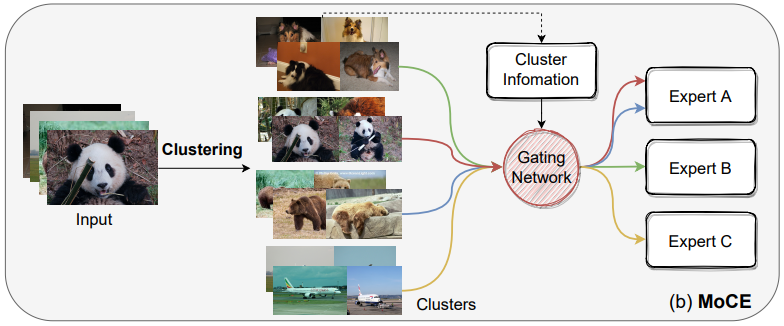 Input
Clustering
Clusters
Cluster
Infomation
Gating
Network
Expert A
Expert B
Expert C
(b) MoCE